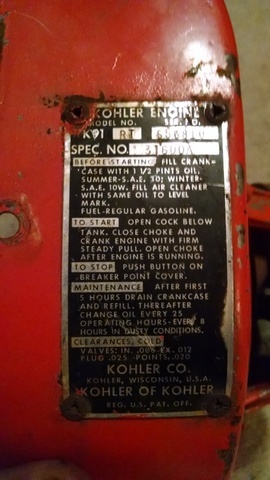 KOHLER ENGINE
MODEL NO. SERIAL NO.
K91 RT
SPEC. NO. 31600A
BEFORE STARTING FILL CRANK-
CASE WITH 1 1/2 PINTS OIL,
SUMMER-S.A.E. 30; WINTER-
S.A.E. 10W. FILL AIR CLEANER
WITH SAME OIL TO LEVEL
MARK.
FUEL-REGULAR GASOLINE.
TO START OPEN COCK BELOW
TANK. CLOSE CHOKE AND
CRANK ENGINE WITH FIRM
STEADY PULL. OPEN CHOKE
AFTER ENGINE IS RUNNING.
TO STOP PUSH BUTTON ON
BREAKER POINT COVER.
MAINTENANCE AFTER FIRST
5 HOURS DRAIN CRANKCASE
AND REFILL. THEREAFTER
CHANGE OIL EVERY 25
OPERATING HOURS-EVERY 8
HOURS IN DUSTY CONDITIONS.
CLEARANCES, COLD
VALVES: IN. .006 EX. .012
PLUG .025 -POINTS .020
KOHLER CO.
KOHLER, WISCONSIN, U.S.A.
KOHLER OF KOHLER
REG. U.S. PAT. OFF.